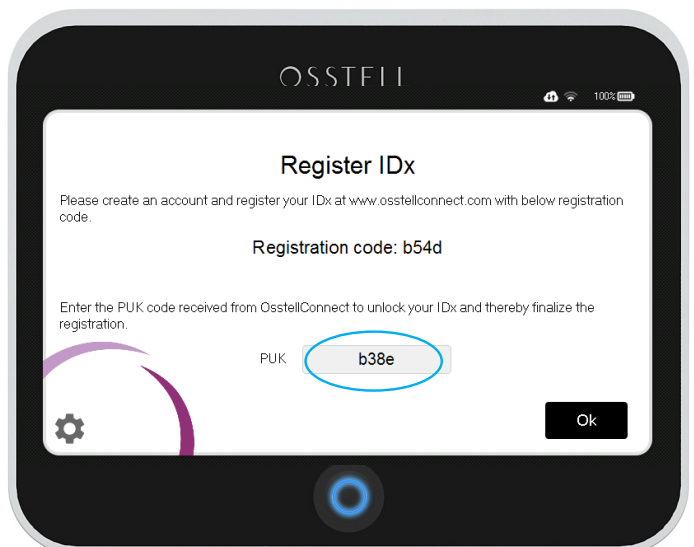 OSSTELL
100%
Register IDx
Please create an account and register your IDx at www.osstellconnect.com with below registration
code.
Registration code: b54d
Enter the PUK code received from OsstellConnect to unlock your IDx and thereby finalize the
registration.
PUK b38e
Ok